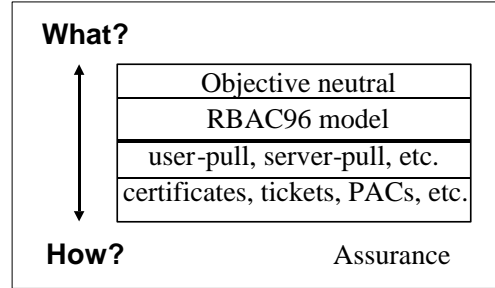 What?
Objective neutral
RBAC96 model
user-pull, server-pull, etc.
certificates, tickets, PACs, etc.
How?
Assurance